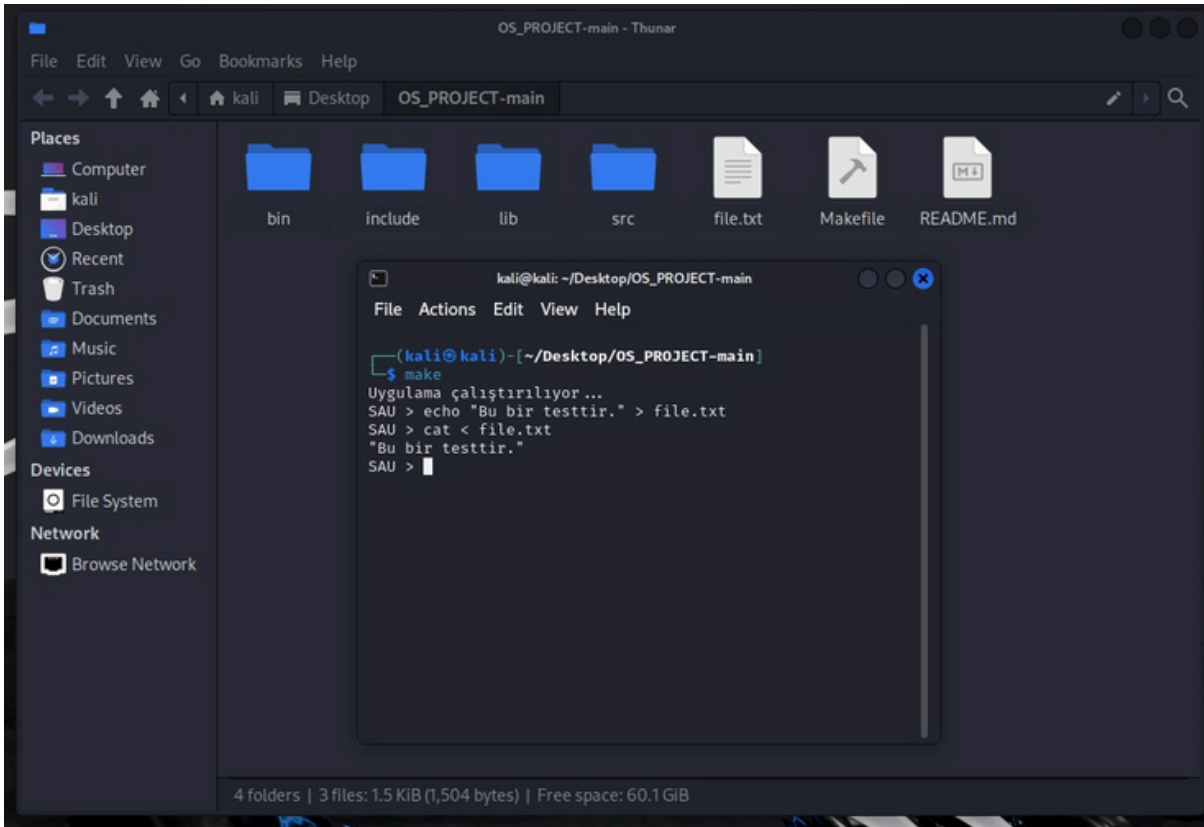 OS_PROJECT-main - Thunar
File Edit View Go Bookmarks Help
kali Desktop OS_PROJECT-main
Places
Computer
kali
Desktop
Recent
Trash
Documents
Music
Pictures
Videos
Downloads
Devices
File System
Network
Browse Network
bin include lib src file.txt Makefile README.md
M
kali@kali: ~/Desktop/OS_PROJECT-main
File Actions Edit View Help
(kali㉿kali)-[~/Desktop/OS_PROJECT-main]
$ make
Uygulama çalıştırılıyor...
SAU > echo "Bu bir testtir." > file.txt
SAU > cat < file.txt
"Bu bir testtir."
SAU >
4 folders | 3 files: 1.5 KiB (1,504 bytes) | Free space: 60.1 GiB